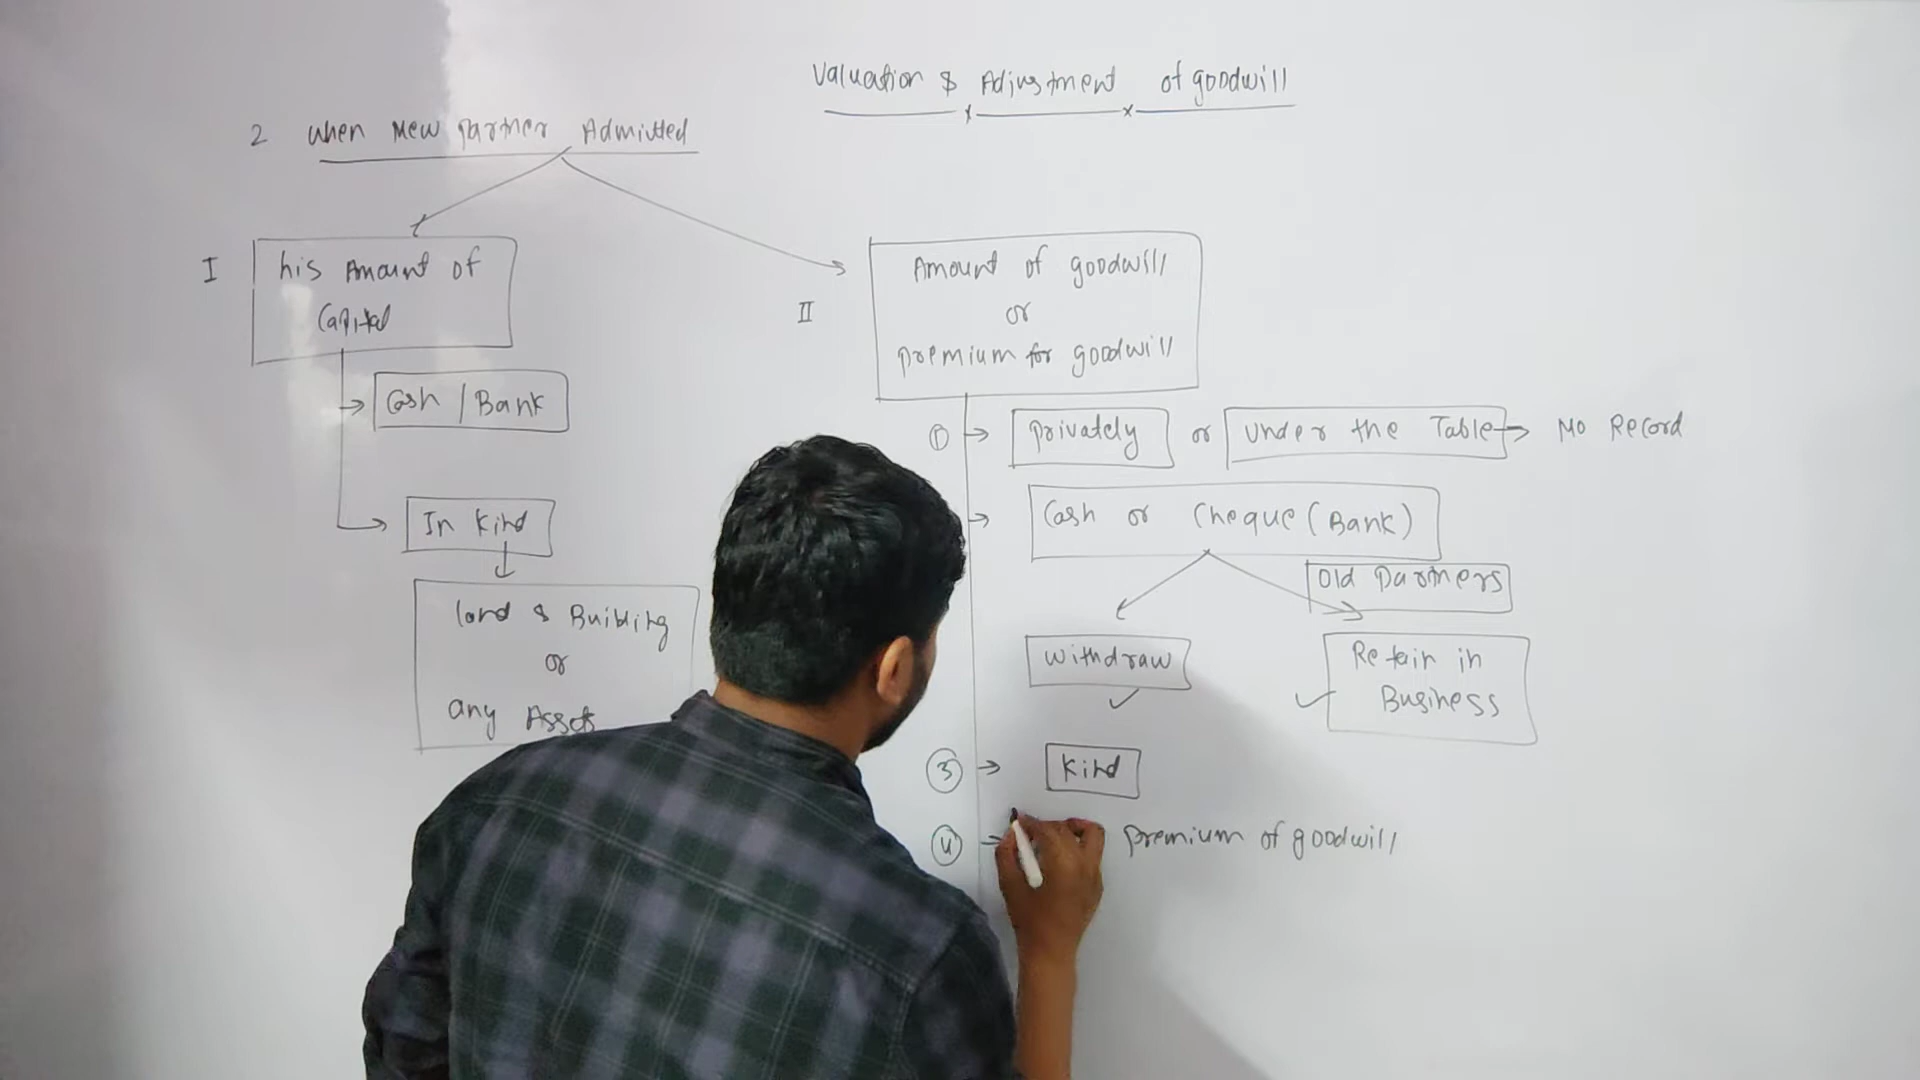 Valuation & Adjustment of goodwill
2 When New partner Admitted
I his Amount of
Capital
Cash / Bank
In Kind
land & Building
or
any Assets
II Amount of goodwill
or
premium for goodwill
① privately or Under the Table → No Record
Cash or Cheque (Bank)
Old Partners
Withdraw
Retain in
Business
③ → Kind
④ → premium of goodwill